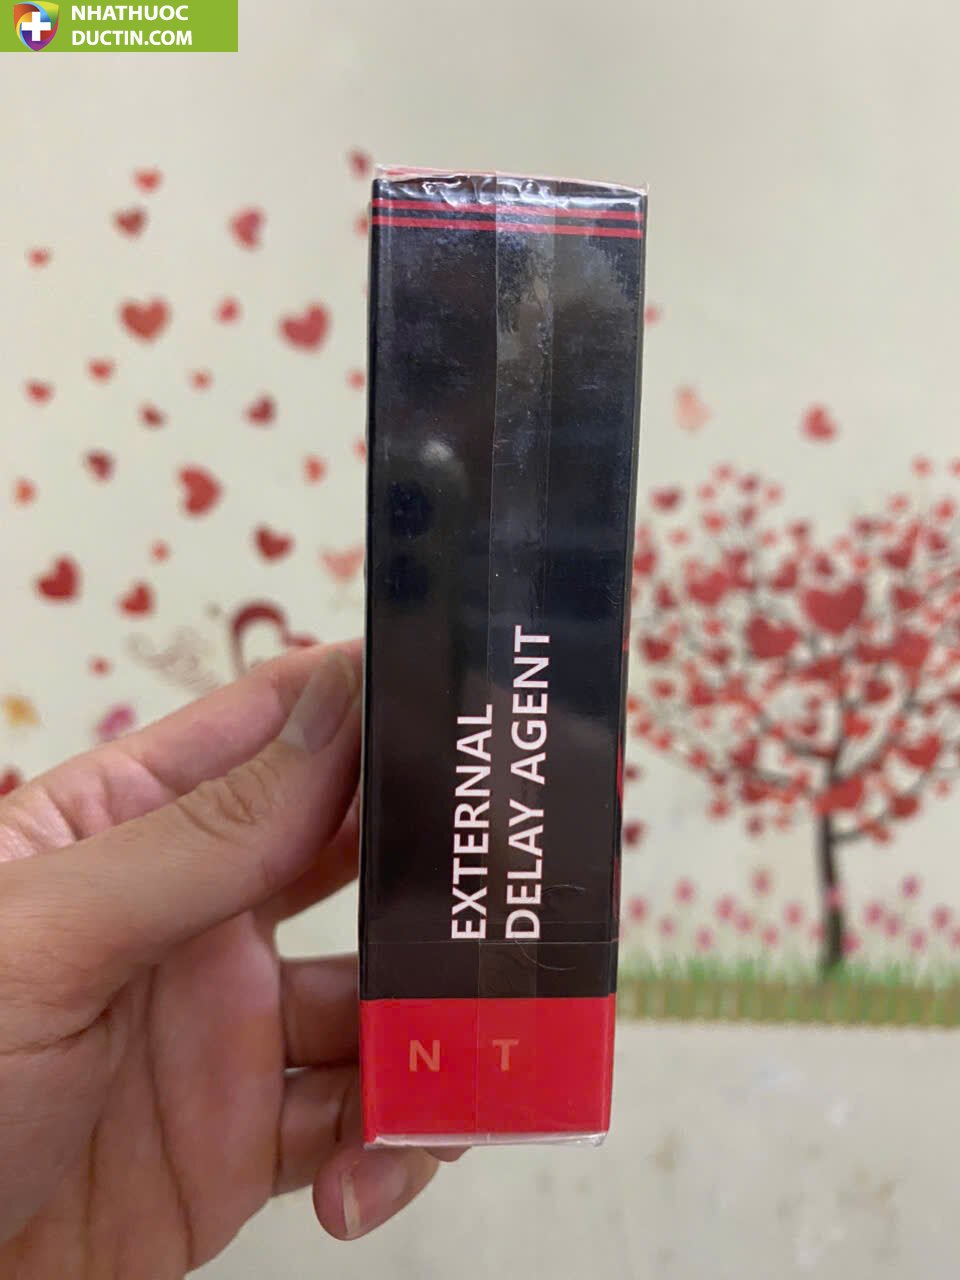 NHATHUOC
DUCTIN.COM
EXTERNAL
DELAY AGENT
N T